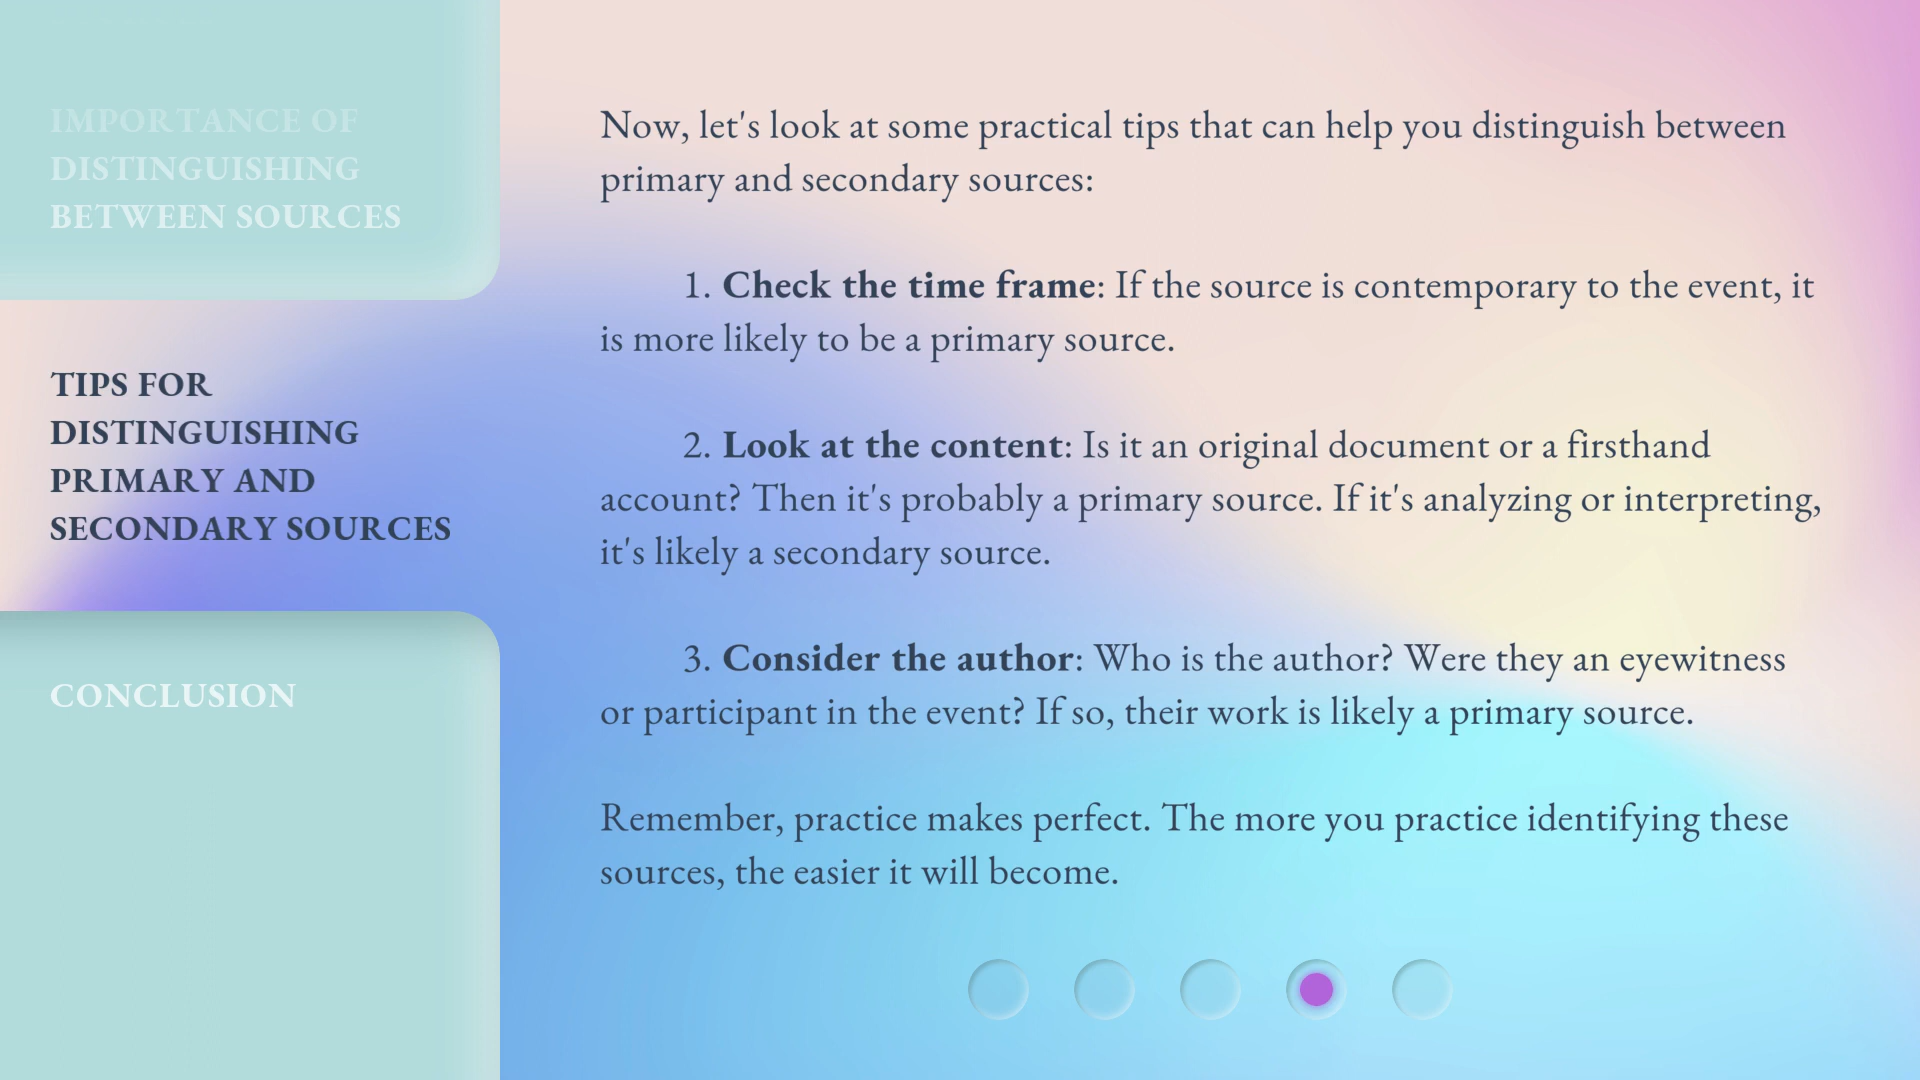 IMPORTANCE OF
DISTINGUISHING
BETWEEN SOURCES
TIPS FOR
DISTINGUISHING
PRIMARY AND
SECONDARY SOURCES
CONCLUSION
Now, let's look at some practical tips that can help you distinguish between
primary and secondary sources:
1. Check the time frame: If the source is contemporary to the event, it
is more likely to be a primary source.
2. Look at the content: Is it an original document or a firsthand
account? Then it's probably a primary source. If it's analyzing or interpreting,
it's likely a secondary source.
3. Consider the author: Who is the author? Were they an eyewitness
or participant in the event? If so, their work is likely a primary source.
Remember, practice makes perfect. The more you practice identifying these
sources, the easier it will become.